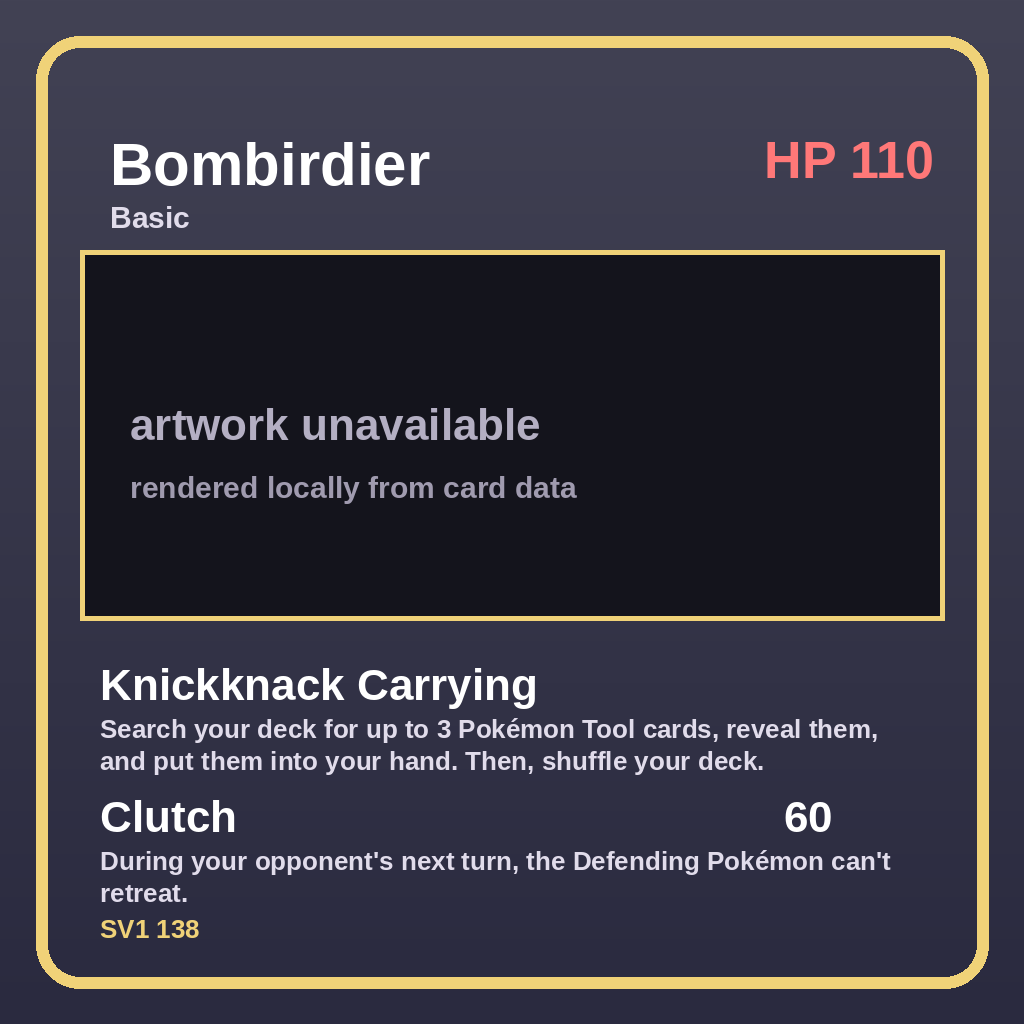 Bombirdier
HP 110
Basic
artwork unavailable
rendered locally from card data
Knickknack Carrying
Search your deck for up to 3 Pokémon Tool cards, reveal them,
and put them into your hand. Then, shuffle your deck.
Clutch 60
During your opponent's next turn, the Defending Pokémon can't
retreat.
SV1 138